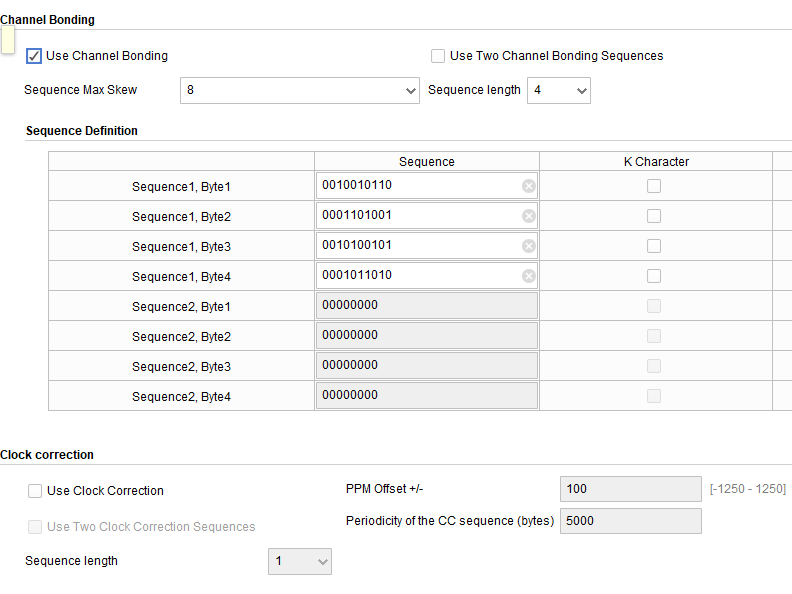 Channel Bonding
Use Channel Bonding Use Two Channel Bonding Sequences
Sequence Max Skew 8 Sequence length 4
Sequence Definition
Sequence K Character
Sequence1, Byte1 0010010110
Sequence1, Byte2 0001101001
Sequence1, Byte3 0010100101
Sequence1, Byte4 0001011010
Sequence2, Byte1 00000000
Sequence2, Byte2 00000000
Sequence2, Byte3 00000000
Sequence2, Byte4 00000000
Clock correction
Use Clock Correction PPM Offset +/- 100 [-1250 - 1250]
Use Two Clock Correction Sequences Periodicity of the CC sequence (bytes) 5000
Sequence length 1